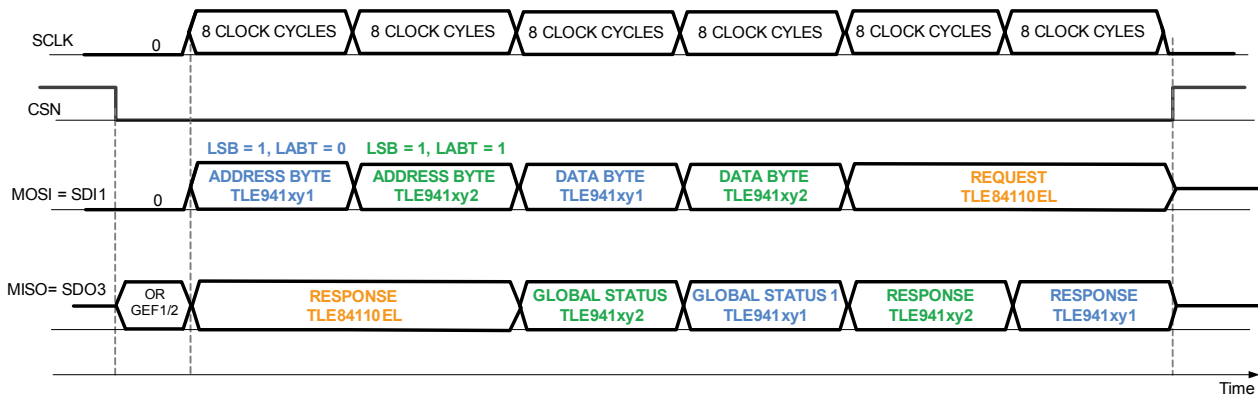 SCLK
0
8 CLOCK CYCLES
8 CLOCK CYLES
8 CLOCK CYCLES
8 CLOCK CYLES
8 CLOCK CYCLES
8 CLOCK CYLES
CSN
LSB = 1, LABT = 0
LSB = 1, LABT = 1
MOSI = SDI1
0
ADDRESS BYTE
TLE941xy1
ADDRESS BYTE
TLE941xy2
DATA BYTE
TLE941xy1
DATA BYTE
TLE941xy2
REQUEST
TLE84110EL
MISO= SDO3
OR
GEF1/2
RESPONSE
TLE84110EL
GLOBAL STATUS
TLE941xy2
GLOBAL STATUS 1
TLE941xy1
RESPONSE
TLE941xy2
RESPONSE
TLE941xy1
Time